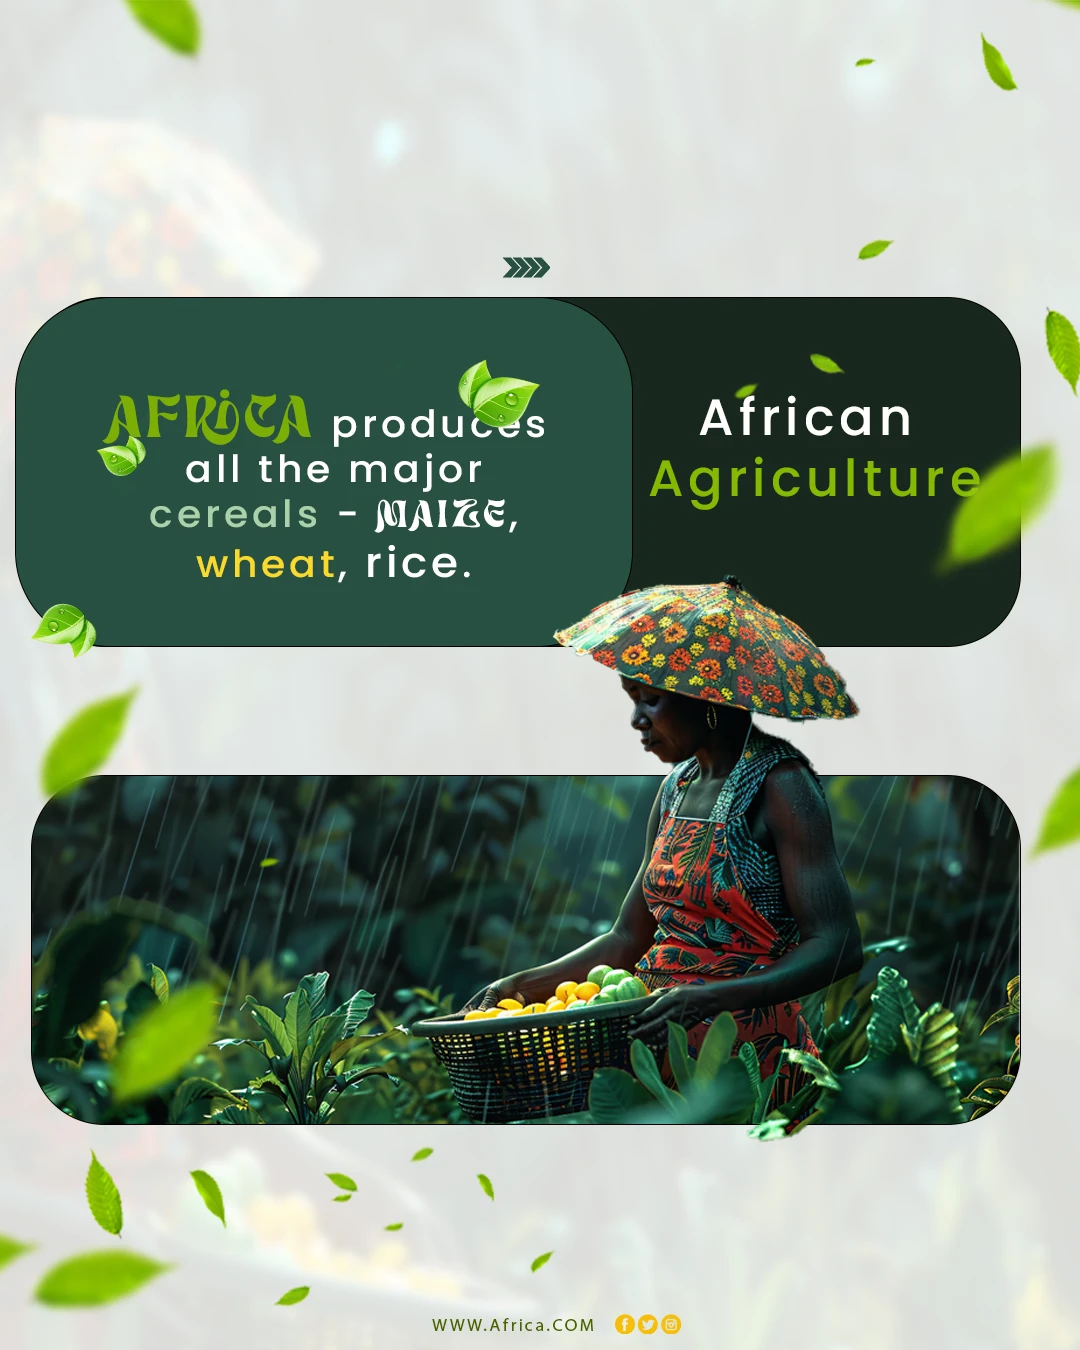 AFRICA produces
all the major
cereals - MAIZE,
wheat, rice.
African
Agriculture
WWW.Africa.COM